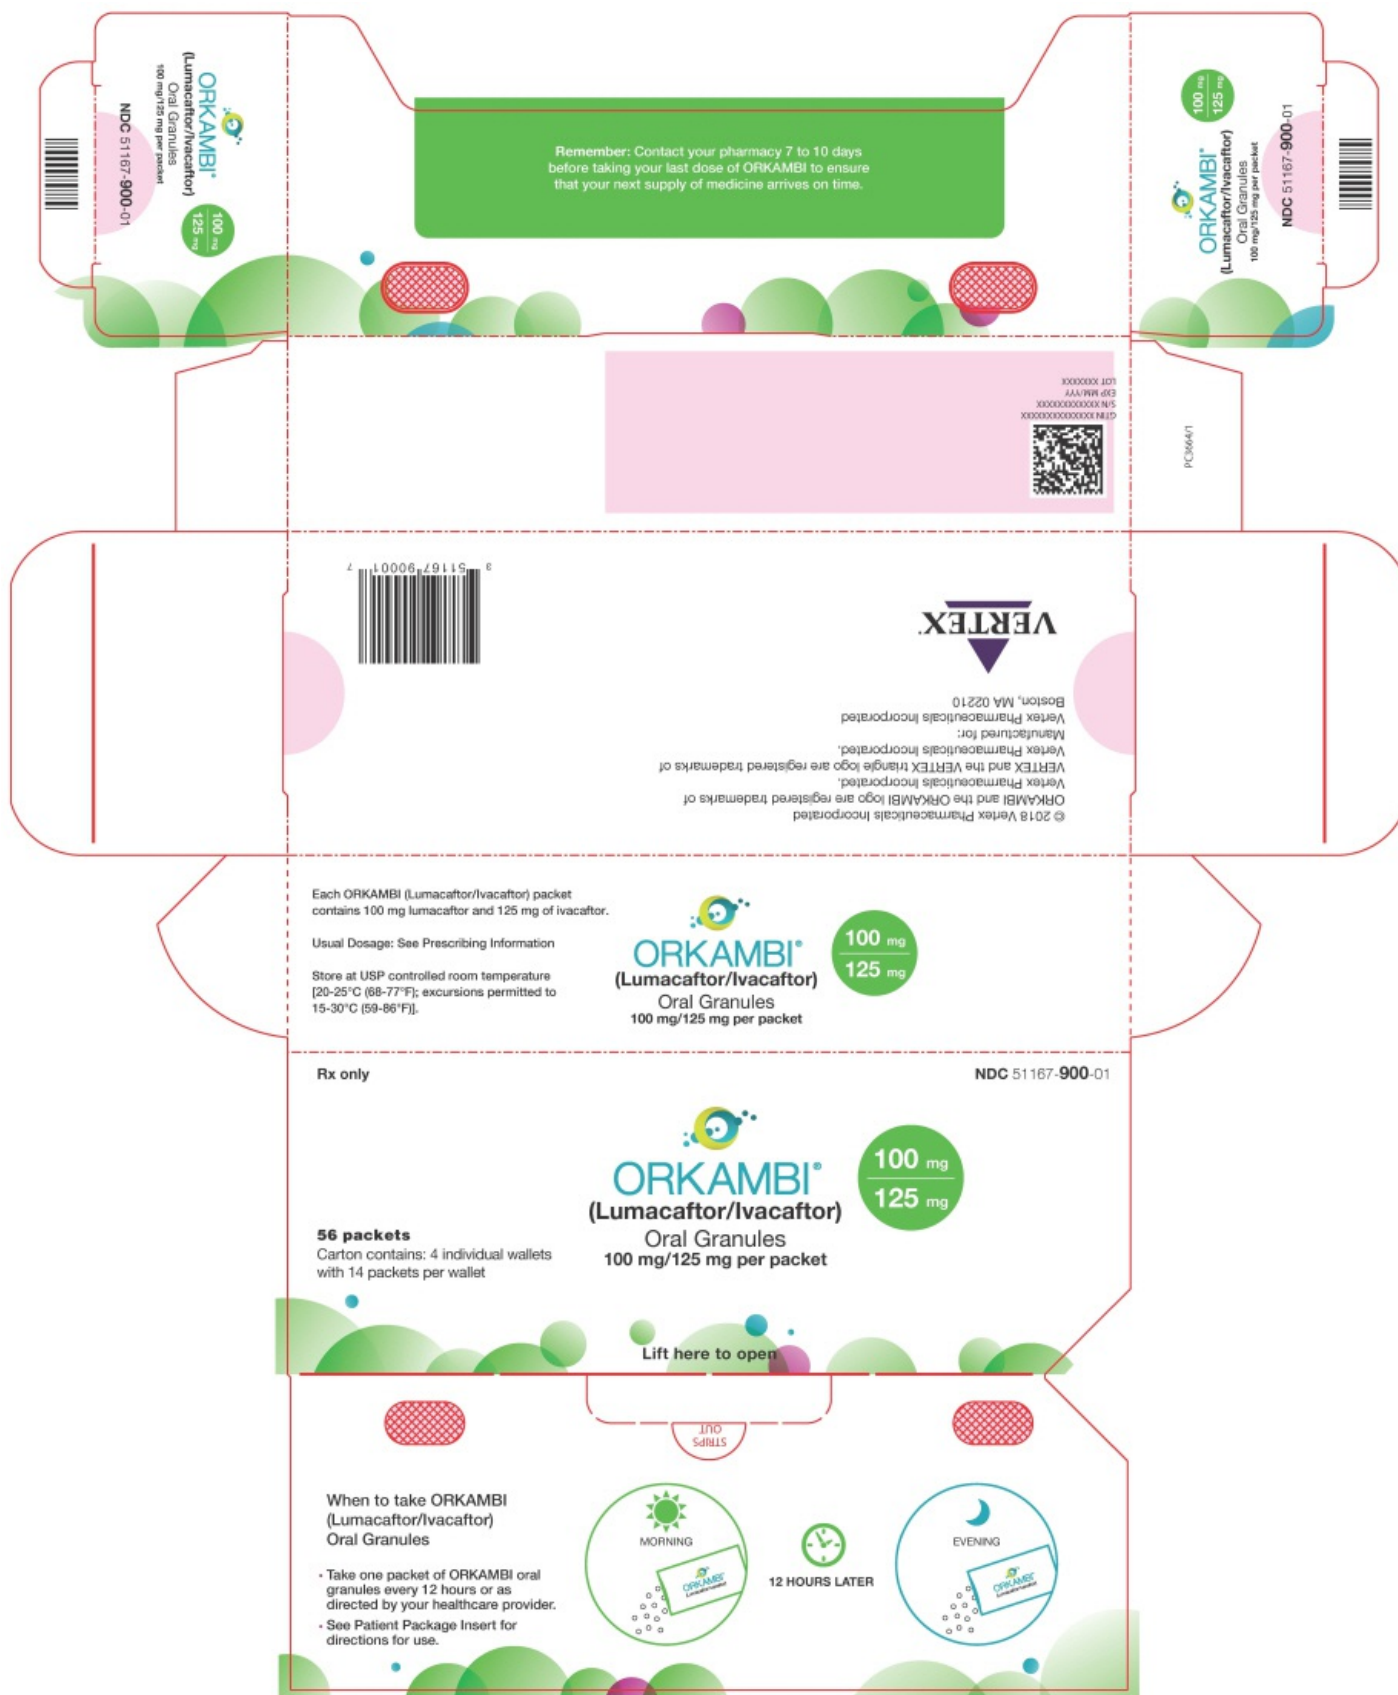 ORKAMBI®
(Lumacaftor/Ivacaftor)
Oral Granules
100 mg/125 mg per packet
NDC 51167-900-01
100 mg
125 mg
Remember: Contact your pharmacy 7 to 10 days
before taking your last dose of ORKAMBI to ensure
that your next supply of medicine arrives on time.
100 mg
125 mg
ORKAMBI®
(Lumacaftor/Ivacaftor)
Oral Granules
100 mg/125 mg per packet
NDC 51167-900-01
GTIN XXXXXXXXXXXXXX
S/N XXXXXXXXXXXX
EXP MM/YYY
LOT XXXXXXX
PC3664/1
3 51167 90001 7
© 2018 Vertex Pharmaceuticals Incorporated
ORKAMBI and the ORKAMBI logo are registered trademarks of
Vertex Pharmaceuticals Incorporated.
VERTEX and the VERTEX triangle logo are registered trademarks of
Vertex Pharmaceuticals Incorporated.
Manufactured for:
Vertex Pharmaceuticals Incorporated
Boston, MA 02210
VERTEX
Each ORKAMBI (Lumacaftor/Ivacaftor) packet
contains 100 mg lumacaftor and 125 mg of ivacaftor.
Usual Dosage: See Prescribing Information
Store at USP controlled room temperature
[20-25°C (68-77°F); excursions permitted to
15-30°C (59-86°F)].
ORKAMBI®
(Lumacaftor/Ivacaftor)
Oral Granules
100 mg/125 mg per packet
100 mg
125 mg
Rx only
NDC 51167-900-01
ORKAMBI®
(Lumacaftor/Ivacaftor)
Oral Granules
100 mg/125 mg per packet
100 mg
125 mg
56 packets
Carton contains: 4 individual wallets
with 14 packets per wallet
Lift here to open
STRIPS
OUT
When to take ORKAMBI
(Lumacaftor/Ivacaftor)
Oral Granules
• Take one packet of ORKAMBI oral
granules every 12 hours or as
directed by your healthcare provider.
• See Patient Package Insert for
directions for use.
MORNING
ORKAMBI®
12 HOURS LATER
EVENING
ORKAMBI®